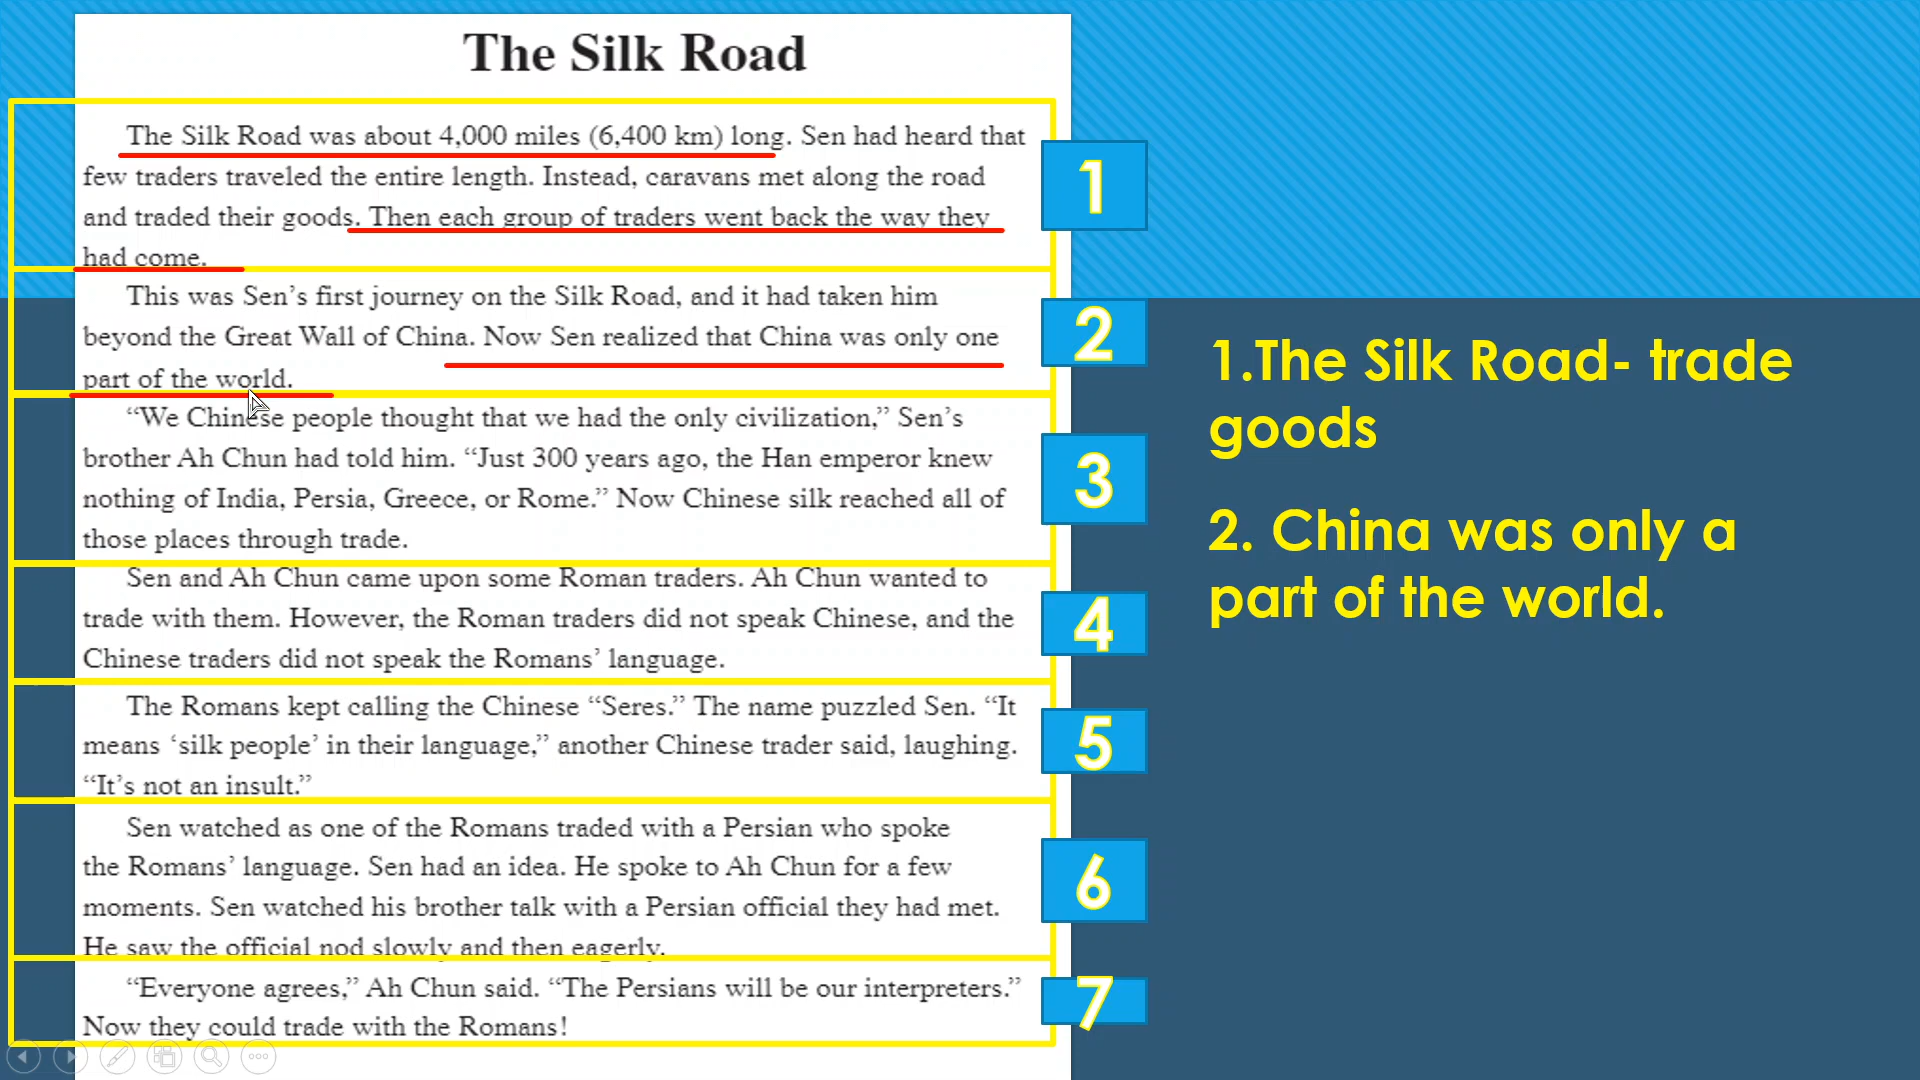 The Silk Road
The Silk Road was about 4,000 miles (6,400 km) long. Sen had heard that
few traders traveled the entire length. Instead, caravans met along the road
and traded their goods. Then each group of traders went back the way they
had come.
1
This was Sen’s first journey on the Silk Road, and it had taken him
beyond the Great Wall of China. Now Sen realized that China was only one
part of the world.
2
“We Chinese people thought that we had the only civilization,” Sen’s
brother Ah Chun had told him. “Just 300 years ago, the Han emperor knew
nothing of India, Persia, Greece, or Rome.” Now Chinese silk reached all of
those places through trade.
3
Sen and Ah Chun came upon some Roman traders. Ah Chun wanted to
trade with them. However, the Roman traders did not speak Chinese, and the
Chinese traders did not speak the Romans’ language.
4
The Romans kept calling the Chinese “Seres.” The name puzzled Sen. “It
means ‘silk people’ in their language,” another Chinese trader said, laughing.
“It’s not an insult.”
5
Sen watched as one of the Romans traded with a Persian who spoke
the Romans’ language. Sen had an idea. He spoke to Ah Chun for a few
moments. Sen watched his brother talk with a Persian official they had met.
He saw the official nod slowly and then eagerly.
6
“Everyone agrees,” Ah Chun said. “The Persians will be our interpreters.”
Now they could trade with the Romans!
7
1.The Silk Road- trade
goods
2. China was only a
part of the world.